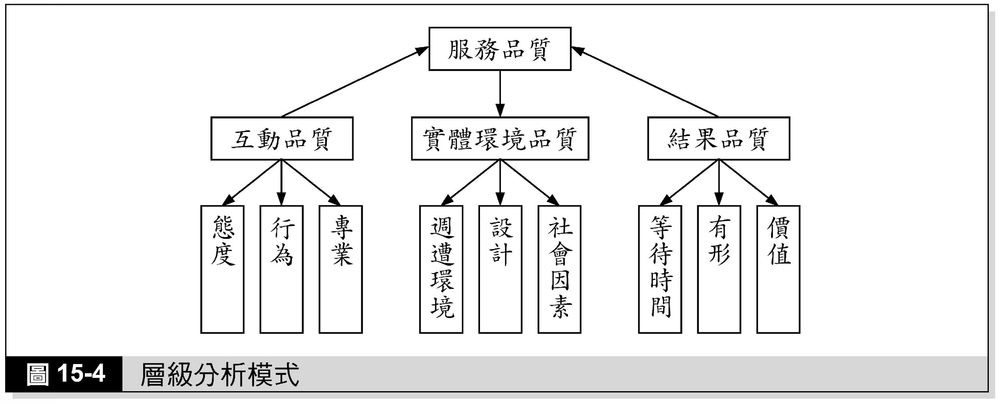 服務品質
互動品質
實體環境品質
結果品質
態度
行為
專業
週遭環境
設計
社會因素
等待時間
有形
價值
圖 15-4 層級分析模式